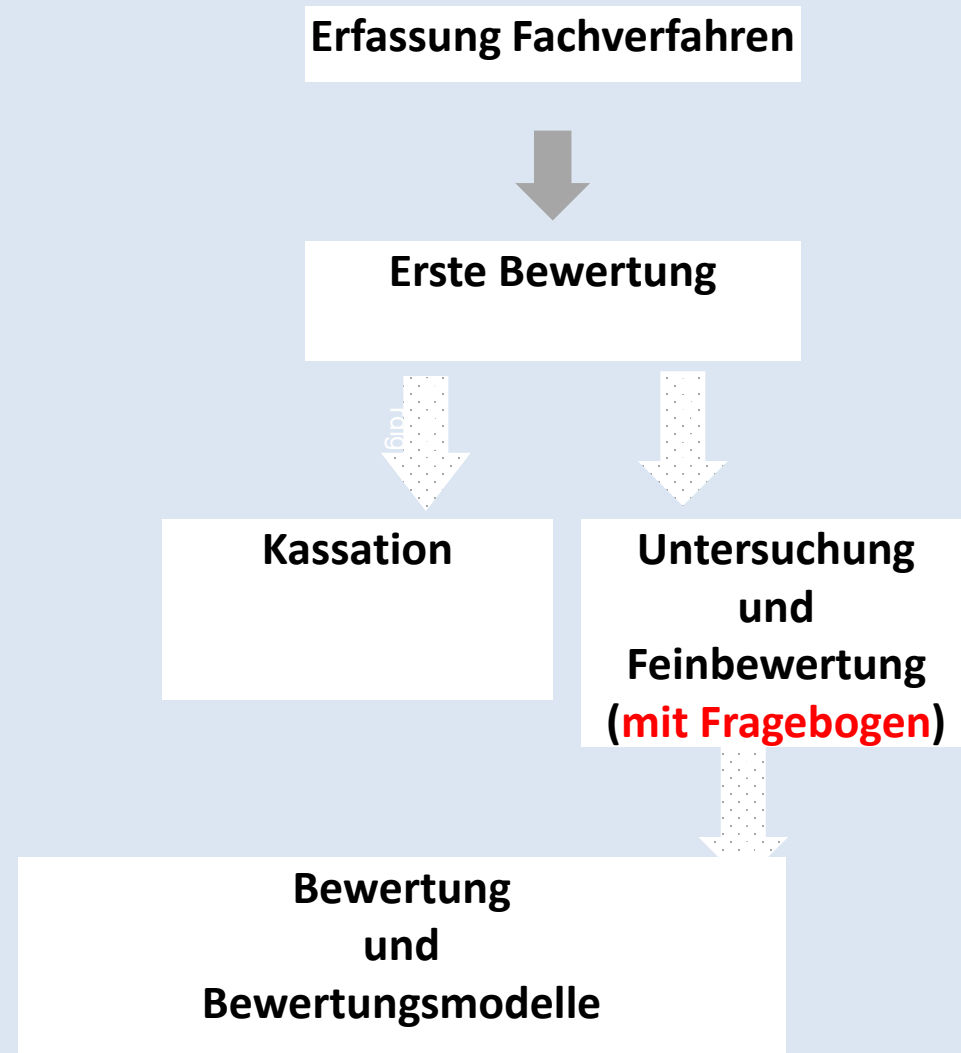 Erfassung Fachverfahren
Erste Bewertung
Kassation
Untersuchung
und
Feinbewertung
(mit Fragebogen)
Bewertung
und
Bewertungsmodelle